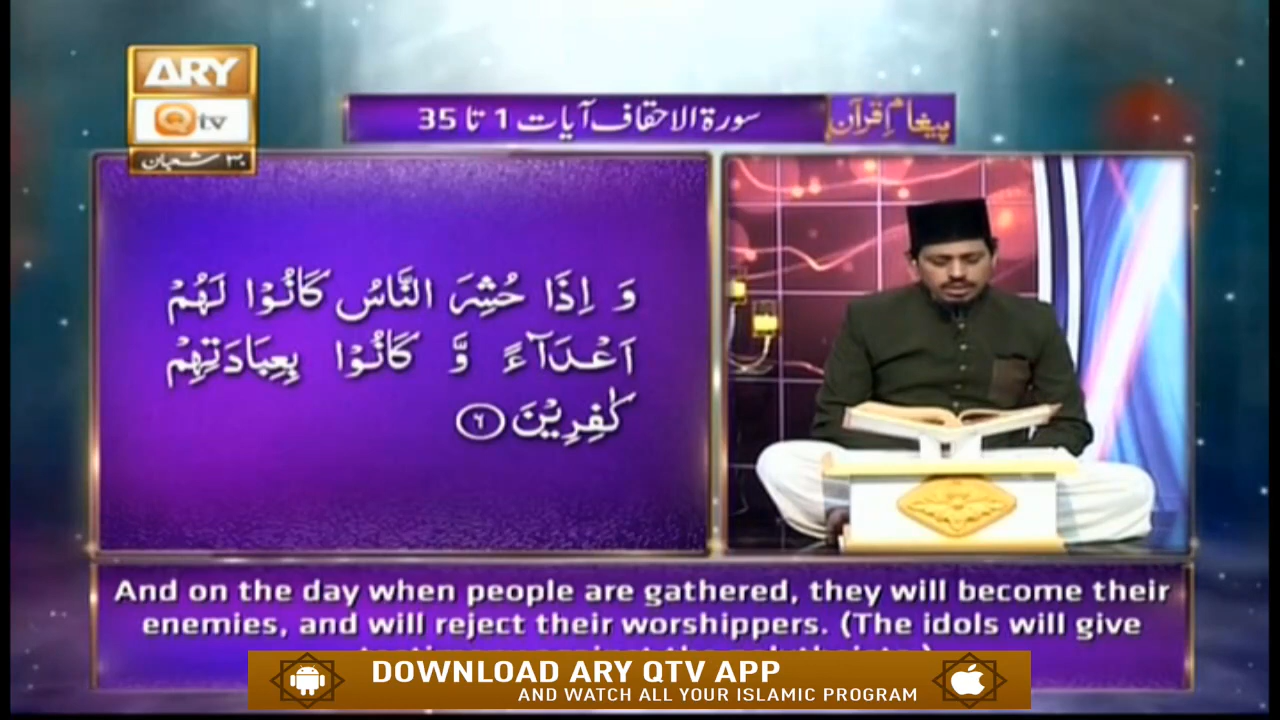 ARY
Qtv
شعبان
سورۃ الاحقاف آیات 1 تا 35
پیغامِ قرآن
وَ اِذَا حُشِرَ النَّاسُ كَانُوْا لَهُمْ
اَعْدَآءً وَّ كَانُوْا بِعِبَادَتِهِمْ
كٰفِرِيْنَ ۶
And on the day when people are gathered, they will become their
enemies, and will reject their worshippers. (The idols will give
DOWNLOAD ARY QTV APP
AND WATCH ALL YOUR ISLAMIC PROGRAM